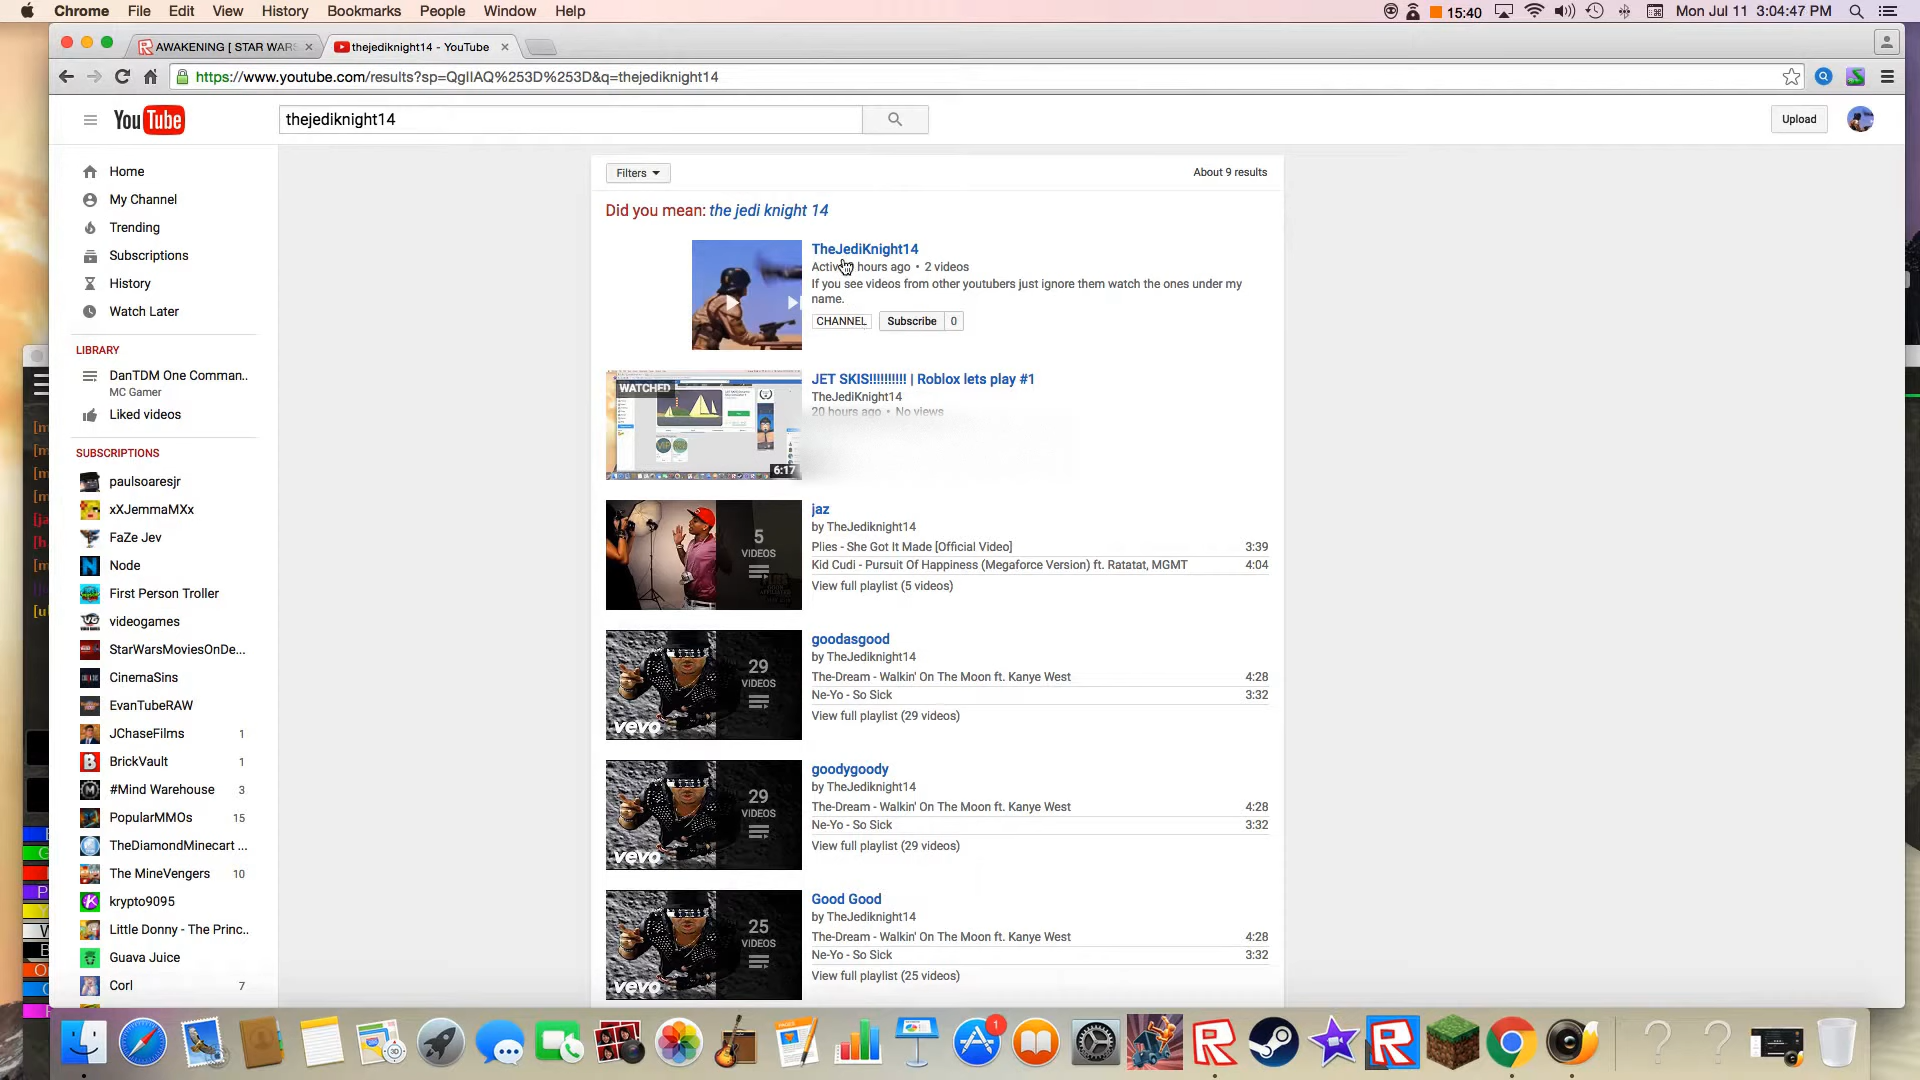 Chrome File Edit View History Bookmarks People Window Help
15:40 Mon Jul 11 3:04:47 PM
AWAKENING [ STAR WARS
thejediknight14 - YouTube
https://www.youtube.com/results?sp=QgIIAQ%253D%253D&q=thejediknight14
YouTube
thejediknight14
Upload
Home
My Channel
Trending
Subscriptions
History
Watch Later
LIBRARY
DanTDM One Comman..
MC Gamer
Liked videos
SUBSCRIPTIONS
paulsoaresjr
xXJemmaMXx
FaZe Jev
Node
First Person Troller
videogames
StarWarsMoviesOnDe...
CinemaSins
EvanTubeRAW
JChaseFilms 1
BrickVault 1
#Mind Warehouse 3
PopularMMOs 15
TheDiamondMinecart ...
The MineVengers 10
krypto9095
Little Donny - The Princ..
Guava Juice
Corl 7
Filters
About 9 results
Did you mean: the jedi knight 14
TheJediKnight14
Active hours ago • 2 videos
If you see videos from other youtubers just ignore them watch the ones under my
name.
CHANNEL Subscribe 0
WATCHED
6:17
JET SKIS!!!!!!!!!! | Roblox lets play #1
TheJediKnight14
20 hours ago • No views
5
VIDEOS
jaz
by TheJediknight14
Plies - She Got It Made [Official Video] 3:39
Kid Cudi - Pursuit Of Happiness (Megaforce Version) ft. Ratatat, MGMT 4:04
View full playlist (5 videos)
29
VIDEOS
vevo
goodasgood
by TheJediknight14
The-Dream - Walkin' On The Moon ft. Kanye West 4:28
Ne-Yo - So Sick 3:32
View full playlist (29 videos)
29
VIDEOS
vevo
goodygoody
by TheJediknight14
The-Dream - Walkin' On The Moon ft. Kanye West 4:28
Ne-Yo - So Sick 3:32
View full playlist (29 videos)
25
VIDEOS
vevo
Good Good
by TheJediknight14
The-Dream - Walkin' On The Moon ft. Kanye West 4:28
Ne-Yo - So Sick 3:32
View full playlist (25 videos)